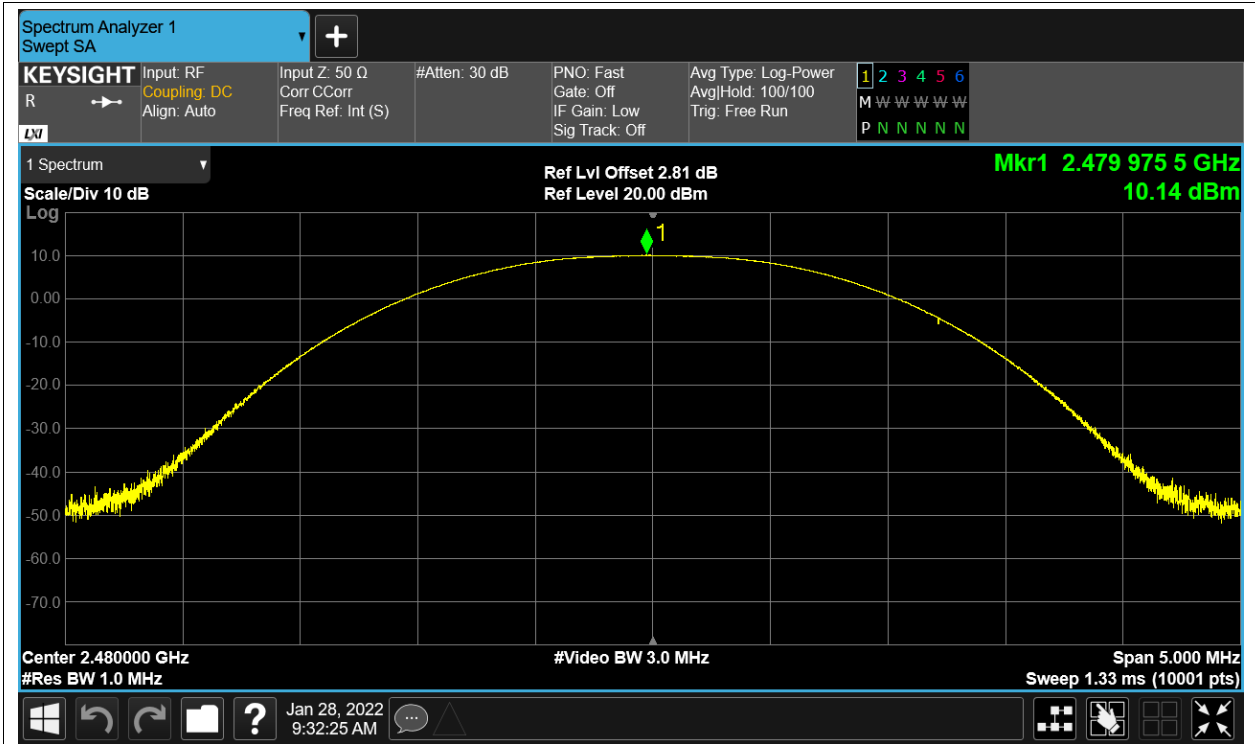 Spectrum Analyzer 1
Swept SA
KEYSIGHT
R
LXI
Input: RF
Coupling: DC
Align: Auto
Input Z: 50 Ω
Corr CCorr
Freq Ref: Int (S)
#Atten: 30 dB
PNO: Fast
Gate: Off
IF Gain: Low
Sig Track: Off
Avg Type: Log-Power
Avg|Hold: 100/100
Trig: Free Run
1 2 3 4 5 6
M W W W W W
P N N N N N
1 Spectrum
Scale/Div 10 dB
Log
Ref Lvl Offset 2.81 dB
Ref Level 20.00 dBm
Mkr1 2.479 975 5 GHz
10.14 dBm
1
10.0
0.00
-10.0
-20.0
-30.0
-40.0
-50.0
-60.0
-70.0
Center 2.480000 GHz
#Res BW 1.0 MHz
#Video BW 3.0 MHz
Span 5.000 MHz
Sweep 1.33 ms (10001 pts)
?
Jan 28, 2022
9:32:25 AM